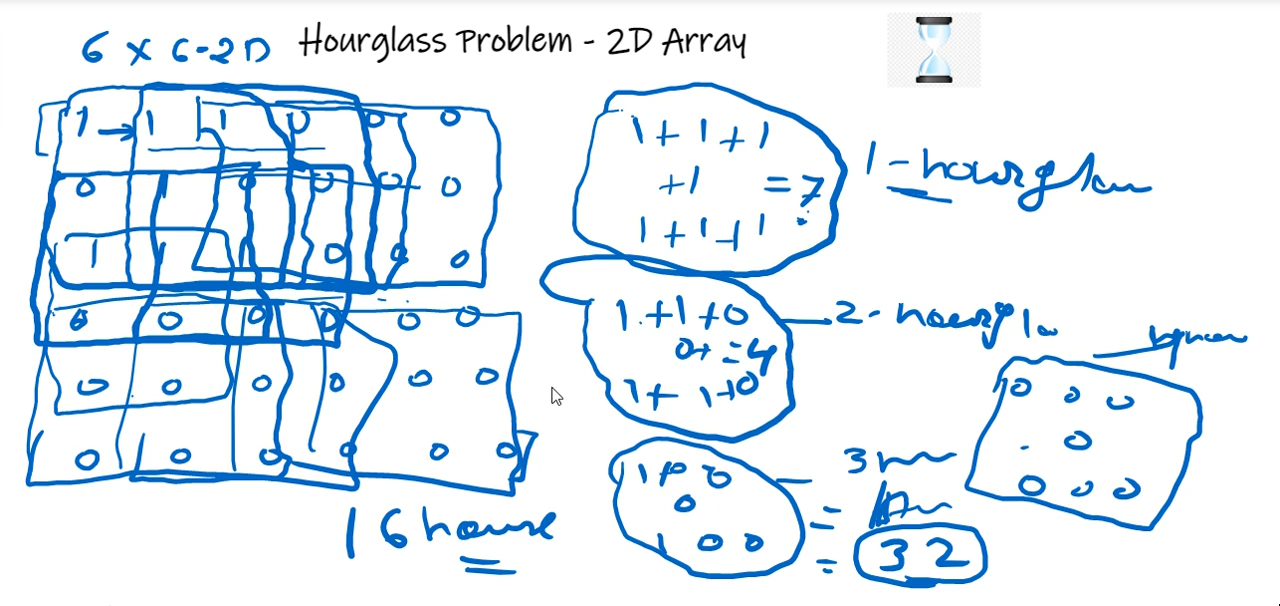 6 X 6-2D Hourglass Problem - 2D Array
1 → 1 1 0 0 0
0 1 0 0 0 0
1 1 1 0 0 0
0 0 0 0 0 0
0 0 0 0 0 0
0 0 0 0 0 0
16 house
1 + 1 + 1
+1 = 7
1 + 1 + 1
1 - hourglass
1 + 1 + 0
0+ = 4
1 + 1 + 0
2 -
1 0 0
0
1 0 0
3
=
= 32
0 0 0
0
0 0 0